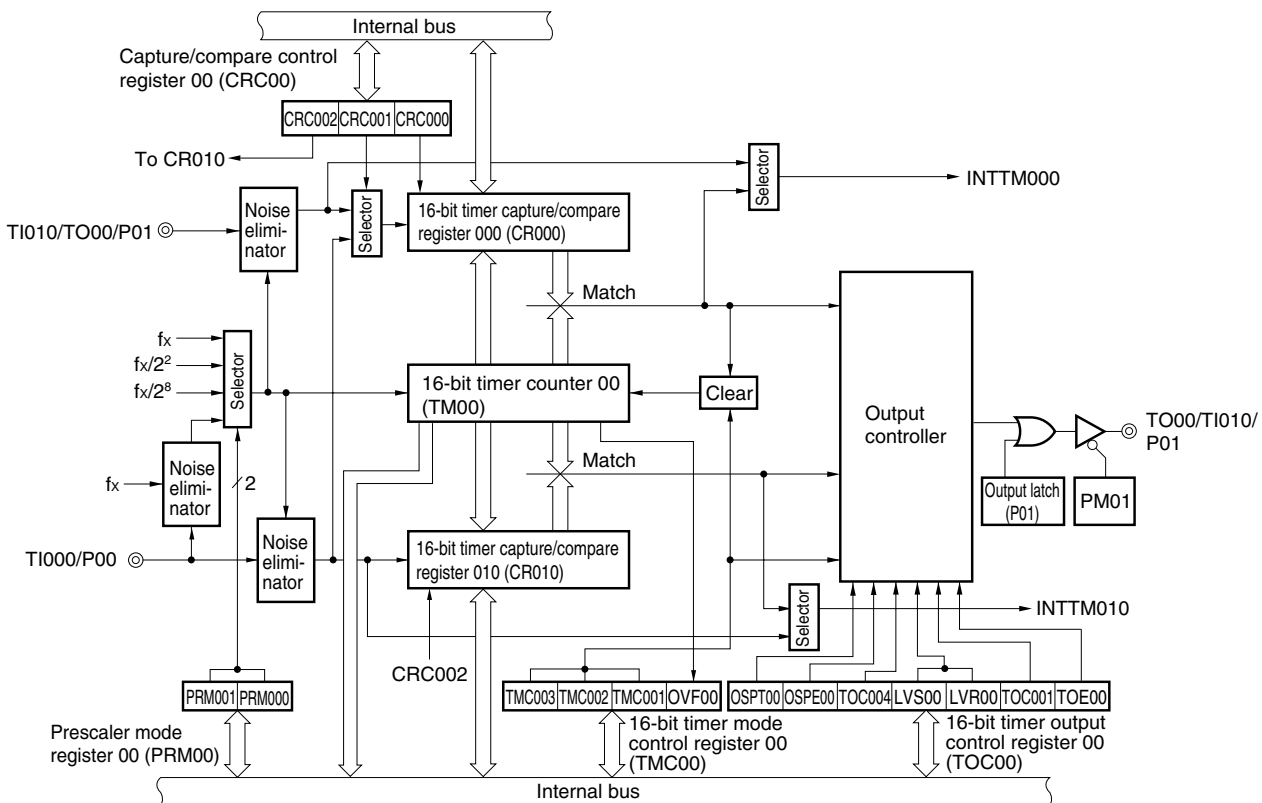 Internal bus
Capture/compare control
register 00 (CRC00)
CRC002 CRC001 CRC000
To CR010
Selector
INTTM000
TI010/TO00/P01
Noise
elimi-
nator
Selector
16-bit timer capture/compare
register 000 (CR000)
Match
fx
fx/2²
fx/2⁸
Selector
16-bit timer counter 00
(TM00)
Clear
Output
controller
TO00/TI010/
P01
Match
fx
Noise
elimi-
nator
2
Output latch
(P01)
PM01
TI000/P00
Noise
elimi-
nator
16-bit timer capture/compare
register 010 (CR010)
Selector
INTTM010
CRC002
PRM001 PRM000
TMC003 TMC002 TMC001 OVF00
OSPT00 OSPE00 TOC004 LVS00 LVR00 TOC001 TOE00
Prescaler mode
register 00 (PRM00)
16-bit timer mode
control register 00
(TMC00)
16-bit timer output
control register 00
(TOC00)
Internal bus